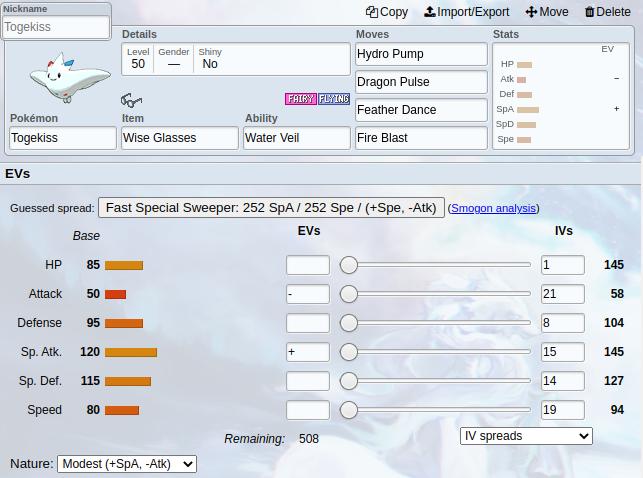 Nickname
Togekiss
Copy Import/Export Move Delete
Details
Level Gender Shiny
50 — No
FAIRY FLYING
Pokémon Item Ability
Togekiss Wise Glasses Water Veil
Moves
Hydro Pump
Dragon Pulse
Feather Dance
Fire Blast
Stats
EV
HP
Atk −
Def
SpA +
SpD
Spe
EVs
Guessed spread: Fast Special Sweeper: 252 SpA / 252 Spe / (+Spe, -Atk) (Smogon analysis)
Base EVs IVs
HP 85 1 145
Attack 50 - 21 58
Defense 95 8 104
Sp. Atk. 120 + 15 145
Sp. Def. 115 14 127
Speed 80 19 94
Remaining: 508 IV spreads
Nature: Modest (+SpA, -Atk)